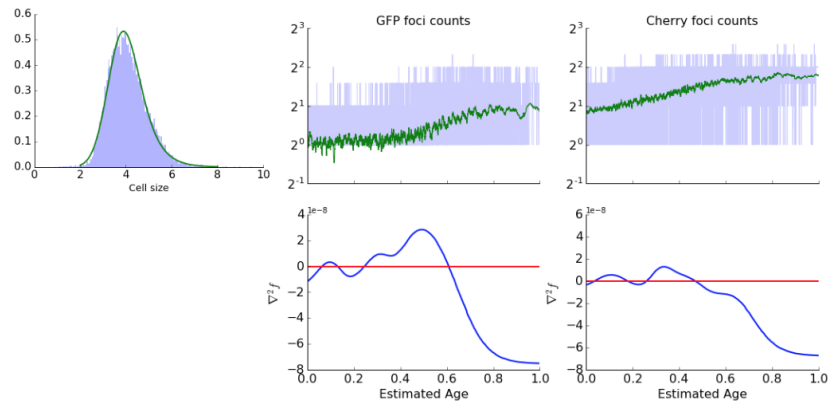 0.6
0.5
0.4
0.3
0.2
0.1
0.0
0 2 4 6 8 10
Cell size
GFP foci counts
2^3
2^2
2^1
2^0
2^-1
Cherry foci counts
2^3
2^2
2^1
2^0
2^-1
1e-8
4
2
0
−2
−4
−6
−8
∇²f
0.0 0.2 0.4 0.6 0.8 1.0
Estimated Age
1e-8
6
4
2
0
−2
−4
−6
−8
∇²f
0.0 0.2 0.4 0.6 0.8 1.0
Estimated Age